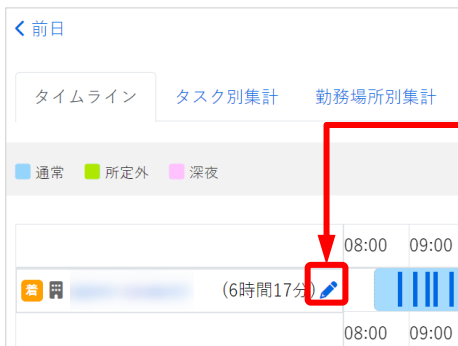 前日
タイムライン タスク別集計 勤務場所別集計
通常 所定外 深夜
08:00 09:00
着 (6時間17分)
08:00 09:00